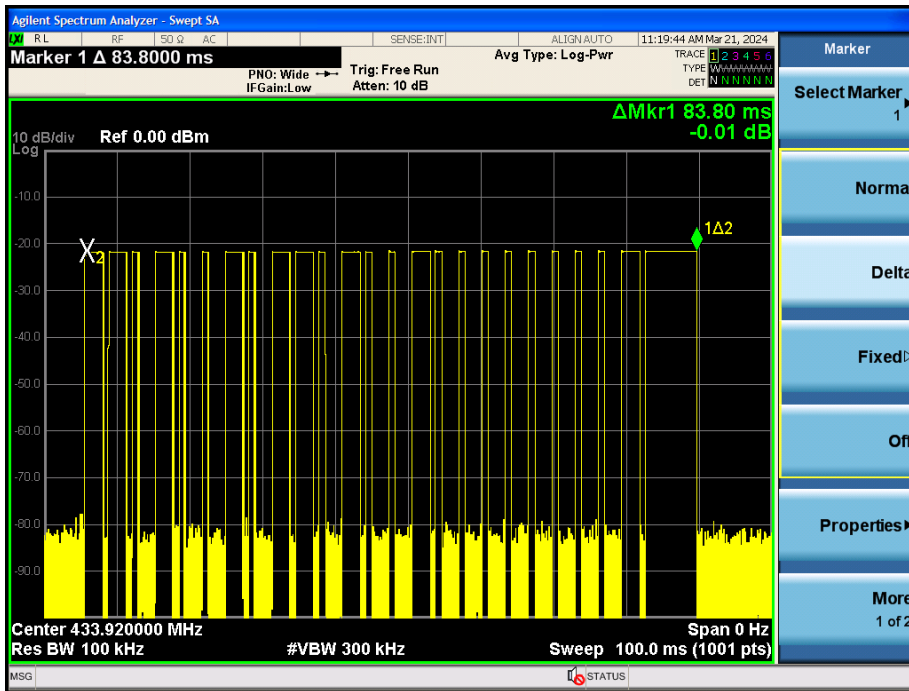 Agilent Spectrum Analyzer - Swept SA
LXI RL RF 50 Ω AC SENSE:INT ALIGN AUTO 11:19:44 AM Mar 21, 2024
Marker 1 Δ 83.8000 ms
PNO: Wide
IFGain:Low
Trig: Free Run
Atten: 10 dB
Avg Type: Log-Pwr
TRACE 1 2 3 4 5 6
TYPE W
DET N N N N N N
ΔMkr1 83.80 ms
-0.01 dB
10 dB/div
Log
Ref 0.00 dBm
-10.0
-20.0
-30.0
-40.0
-50.0
-60.0
-70.0
-80.0
-90.0
X2
1Δ2
Center 433.920000 MHz
Span 0 Hz
Res BW 100 kHz
#VBW 300 kHz
Sweep 100.0 ms (1001 pts)
MSG
STATUS
Marker
Select Marker
1
Norma
Delta
Fixed
Off
Properties
More
1 of 2